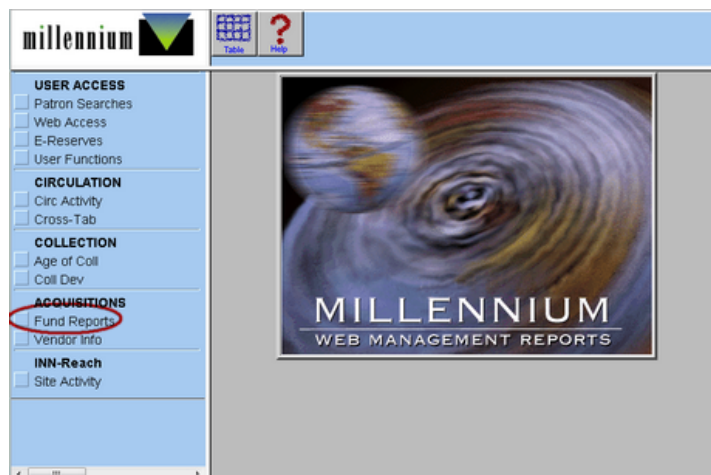 millennium
Table Help
USER ACCESS
Patron Searches
Web Access
E-Reserves
User Functions
CIRCULATION
Circ Activity
Cross-Tab
COLLECTION
Age of Coll
Coll Dev
ACQUISITIONS
Fund Reports
Vendor Info
INN-Reach
Site Activity
MILLENNIUM
WEB MANAGEMENT REPORTS